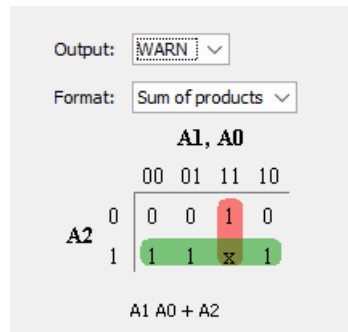 Output: WARN
Format: Sum of products
A1, A0
00 01 11 10
0 0 0 1 0
A2
1 1 1 x 1
A1 A0 + A2